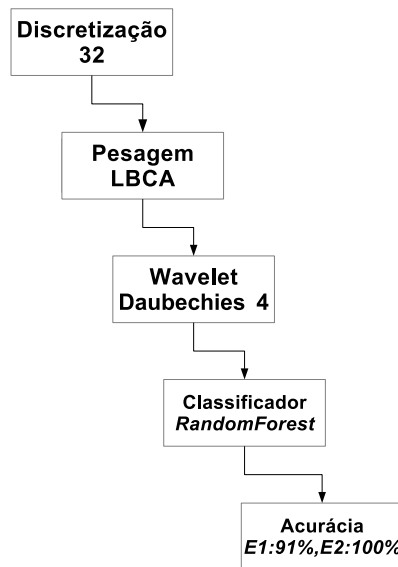 Discretização
32
Pesagem
LBCA
Wavelet
Daubechies 4
Classificador
RandomForest
Acurácia
E1:91%,E2:100%